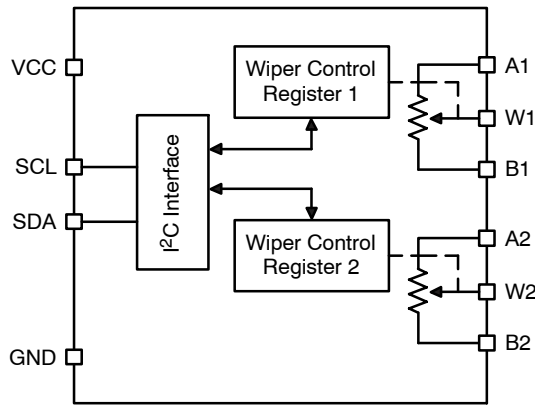 VCC
SCL
SDA
GND
I²C Interface
Wiper Control
Register 1
Wiper Control
Register 2
A1
W1
B1
A2
W2
B2